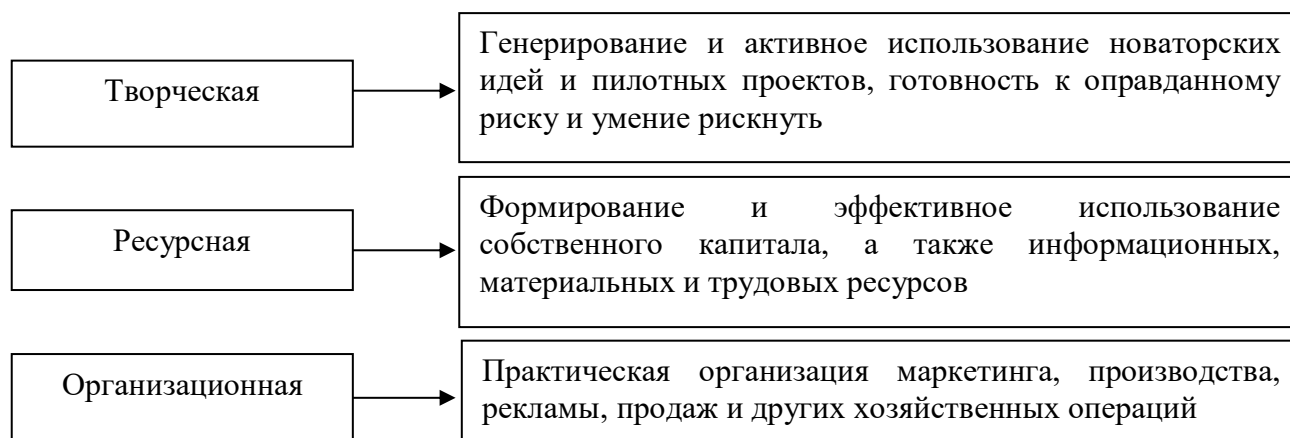 Творческая
Генерирование и активное использование новаторских
идей и пилотных проектов, готовность к оправданному
риску и умение рискнуть
Ресурсная
Формирование и эффективное использование
собственного капитала, а также информационных,
материальных и трудовых ресурсов
Организационная
Практическая организация маркетинга, производства,
рекламы, продаж и других хозяйственных операций